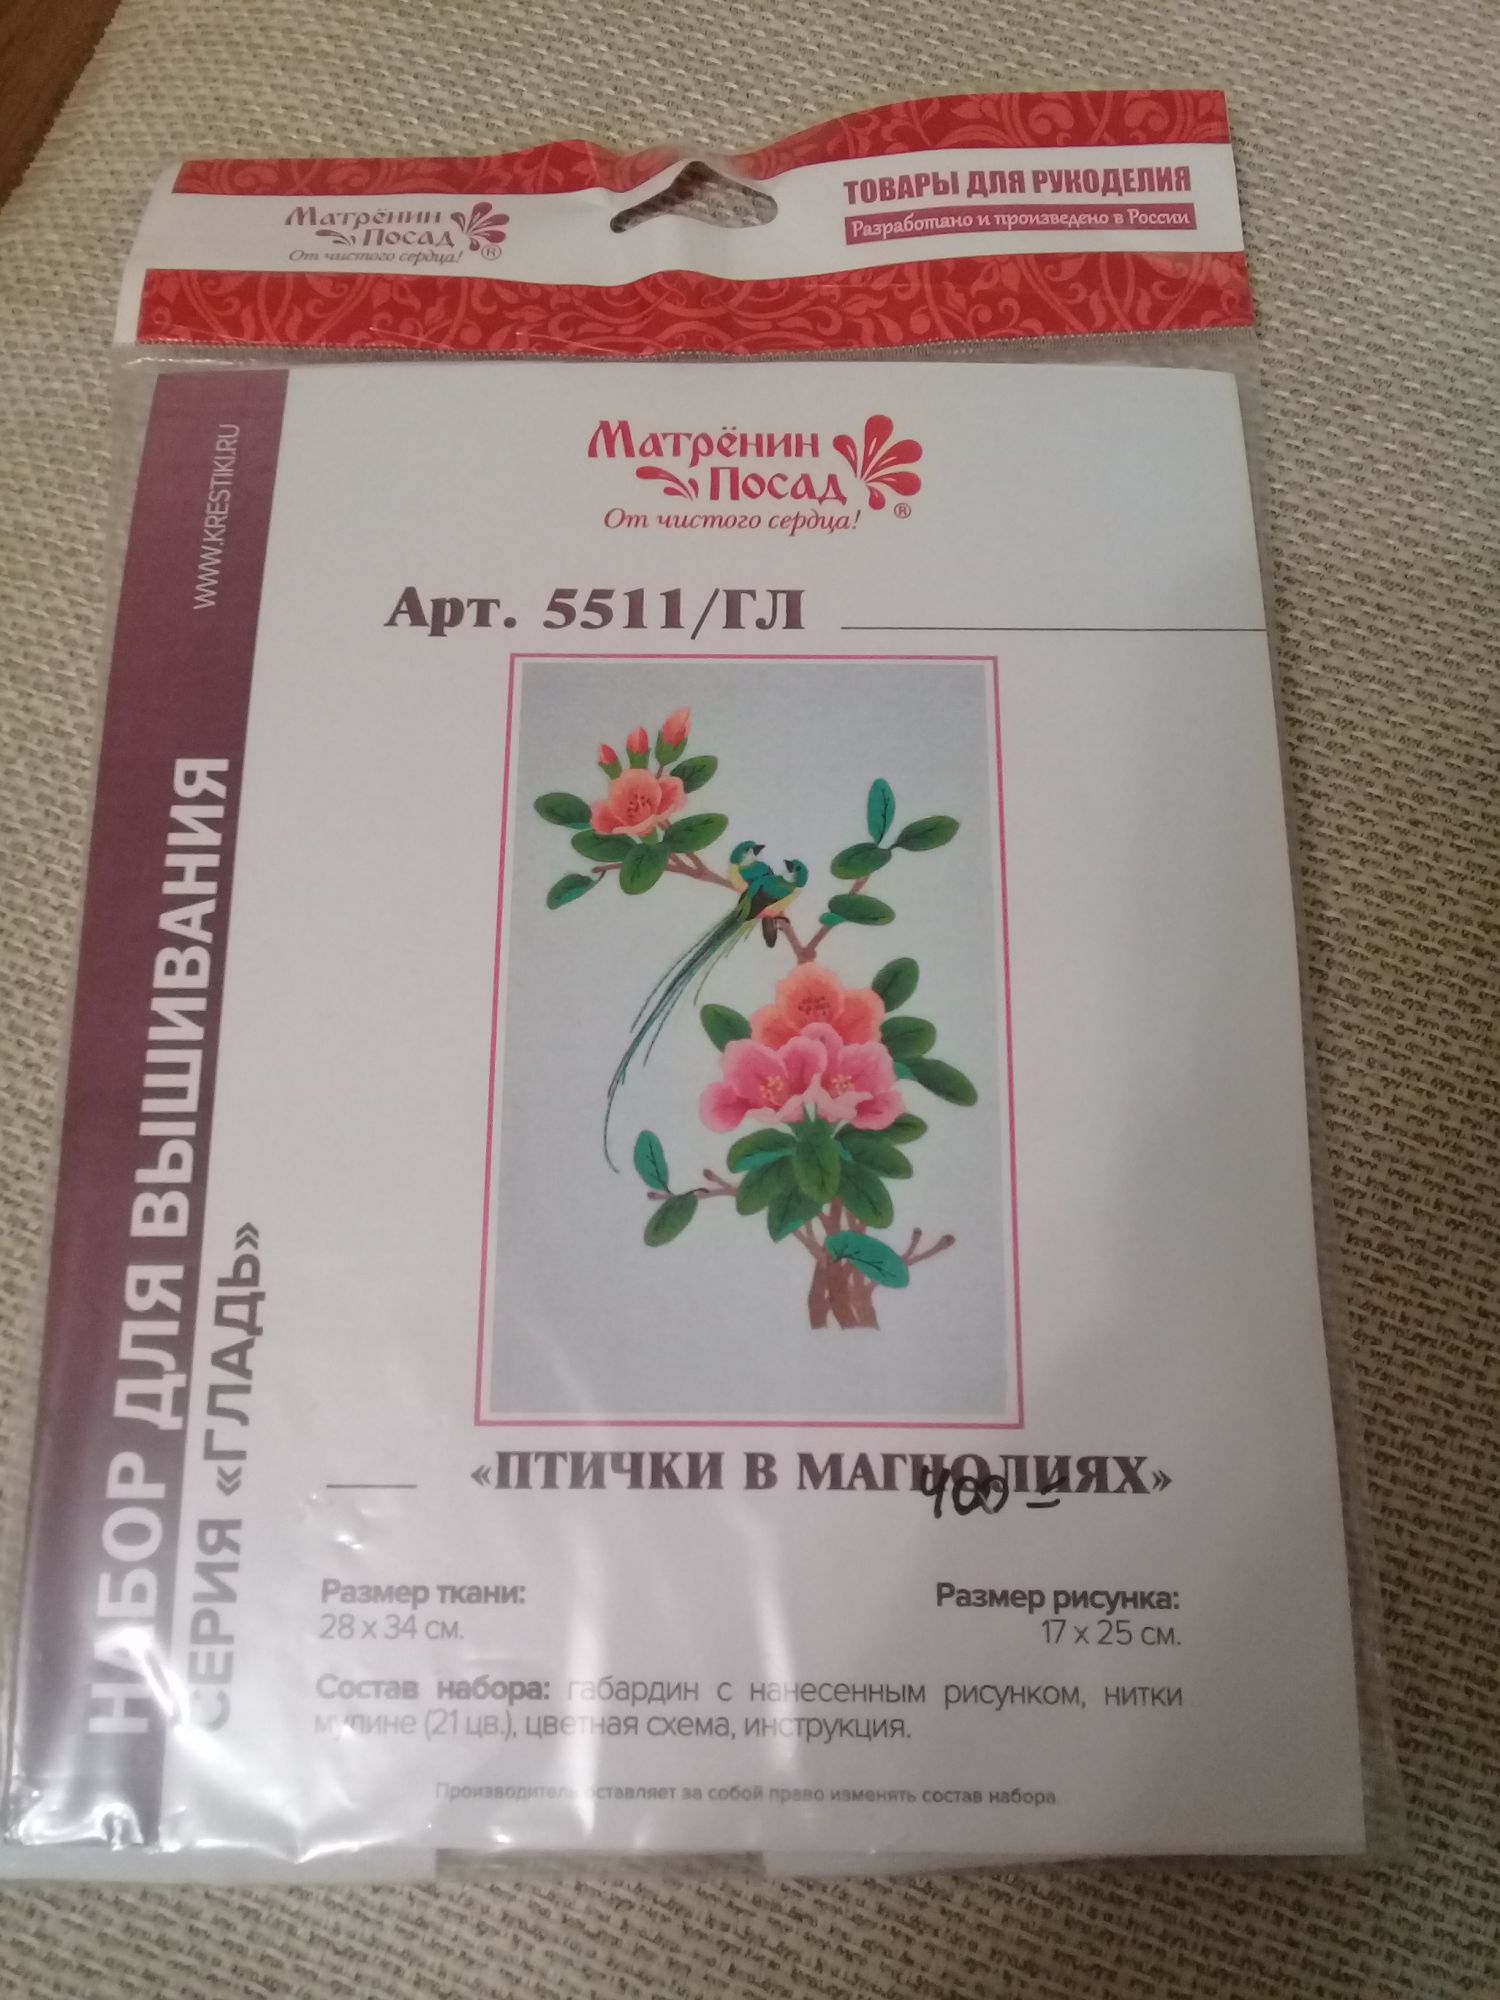 Матрёнин
Посад
От чистого сердца! ®
ТОВАРЫ ДЛЯ РУКОДЕЛИЯ
Разработано и произведено в России
WWW.KRESTIKI.RU
НАБОР ДЛЯ ВЫШИВАНИЯ
СЕРИЯ «ГЛАДЬ»
Матрёнин
Посад
От чистого сердца! ®
Арт. 5511/ГЛ
«ПТИЧКИ В МАГНОЛИЯХ»
400=
Размер ткани:
28 х 34 см.
Размер рисунка:
17 х 25 см.
Состав набора: габардин с нанесенным рисунком, нитки
мулине (21 цв.), цветная схема, инструкция.
Производитель оставляет за собой право изменять состав набора.